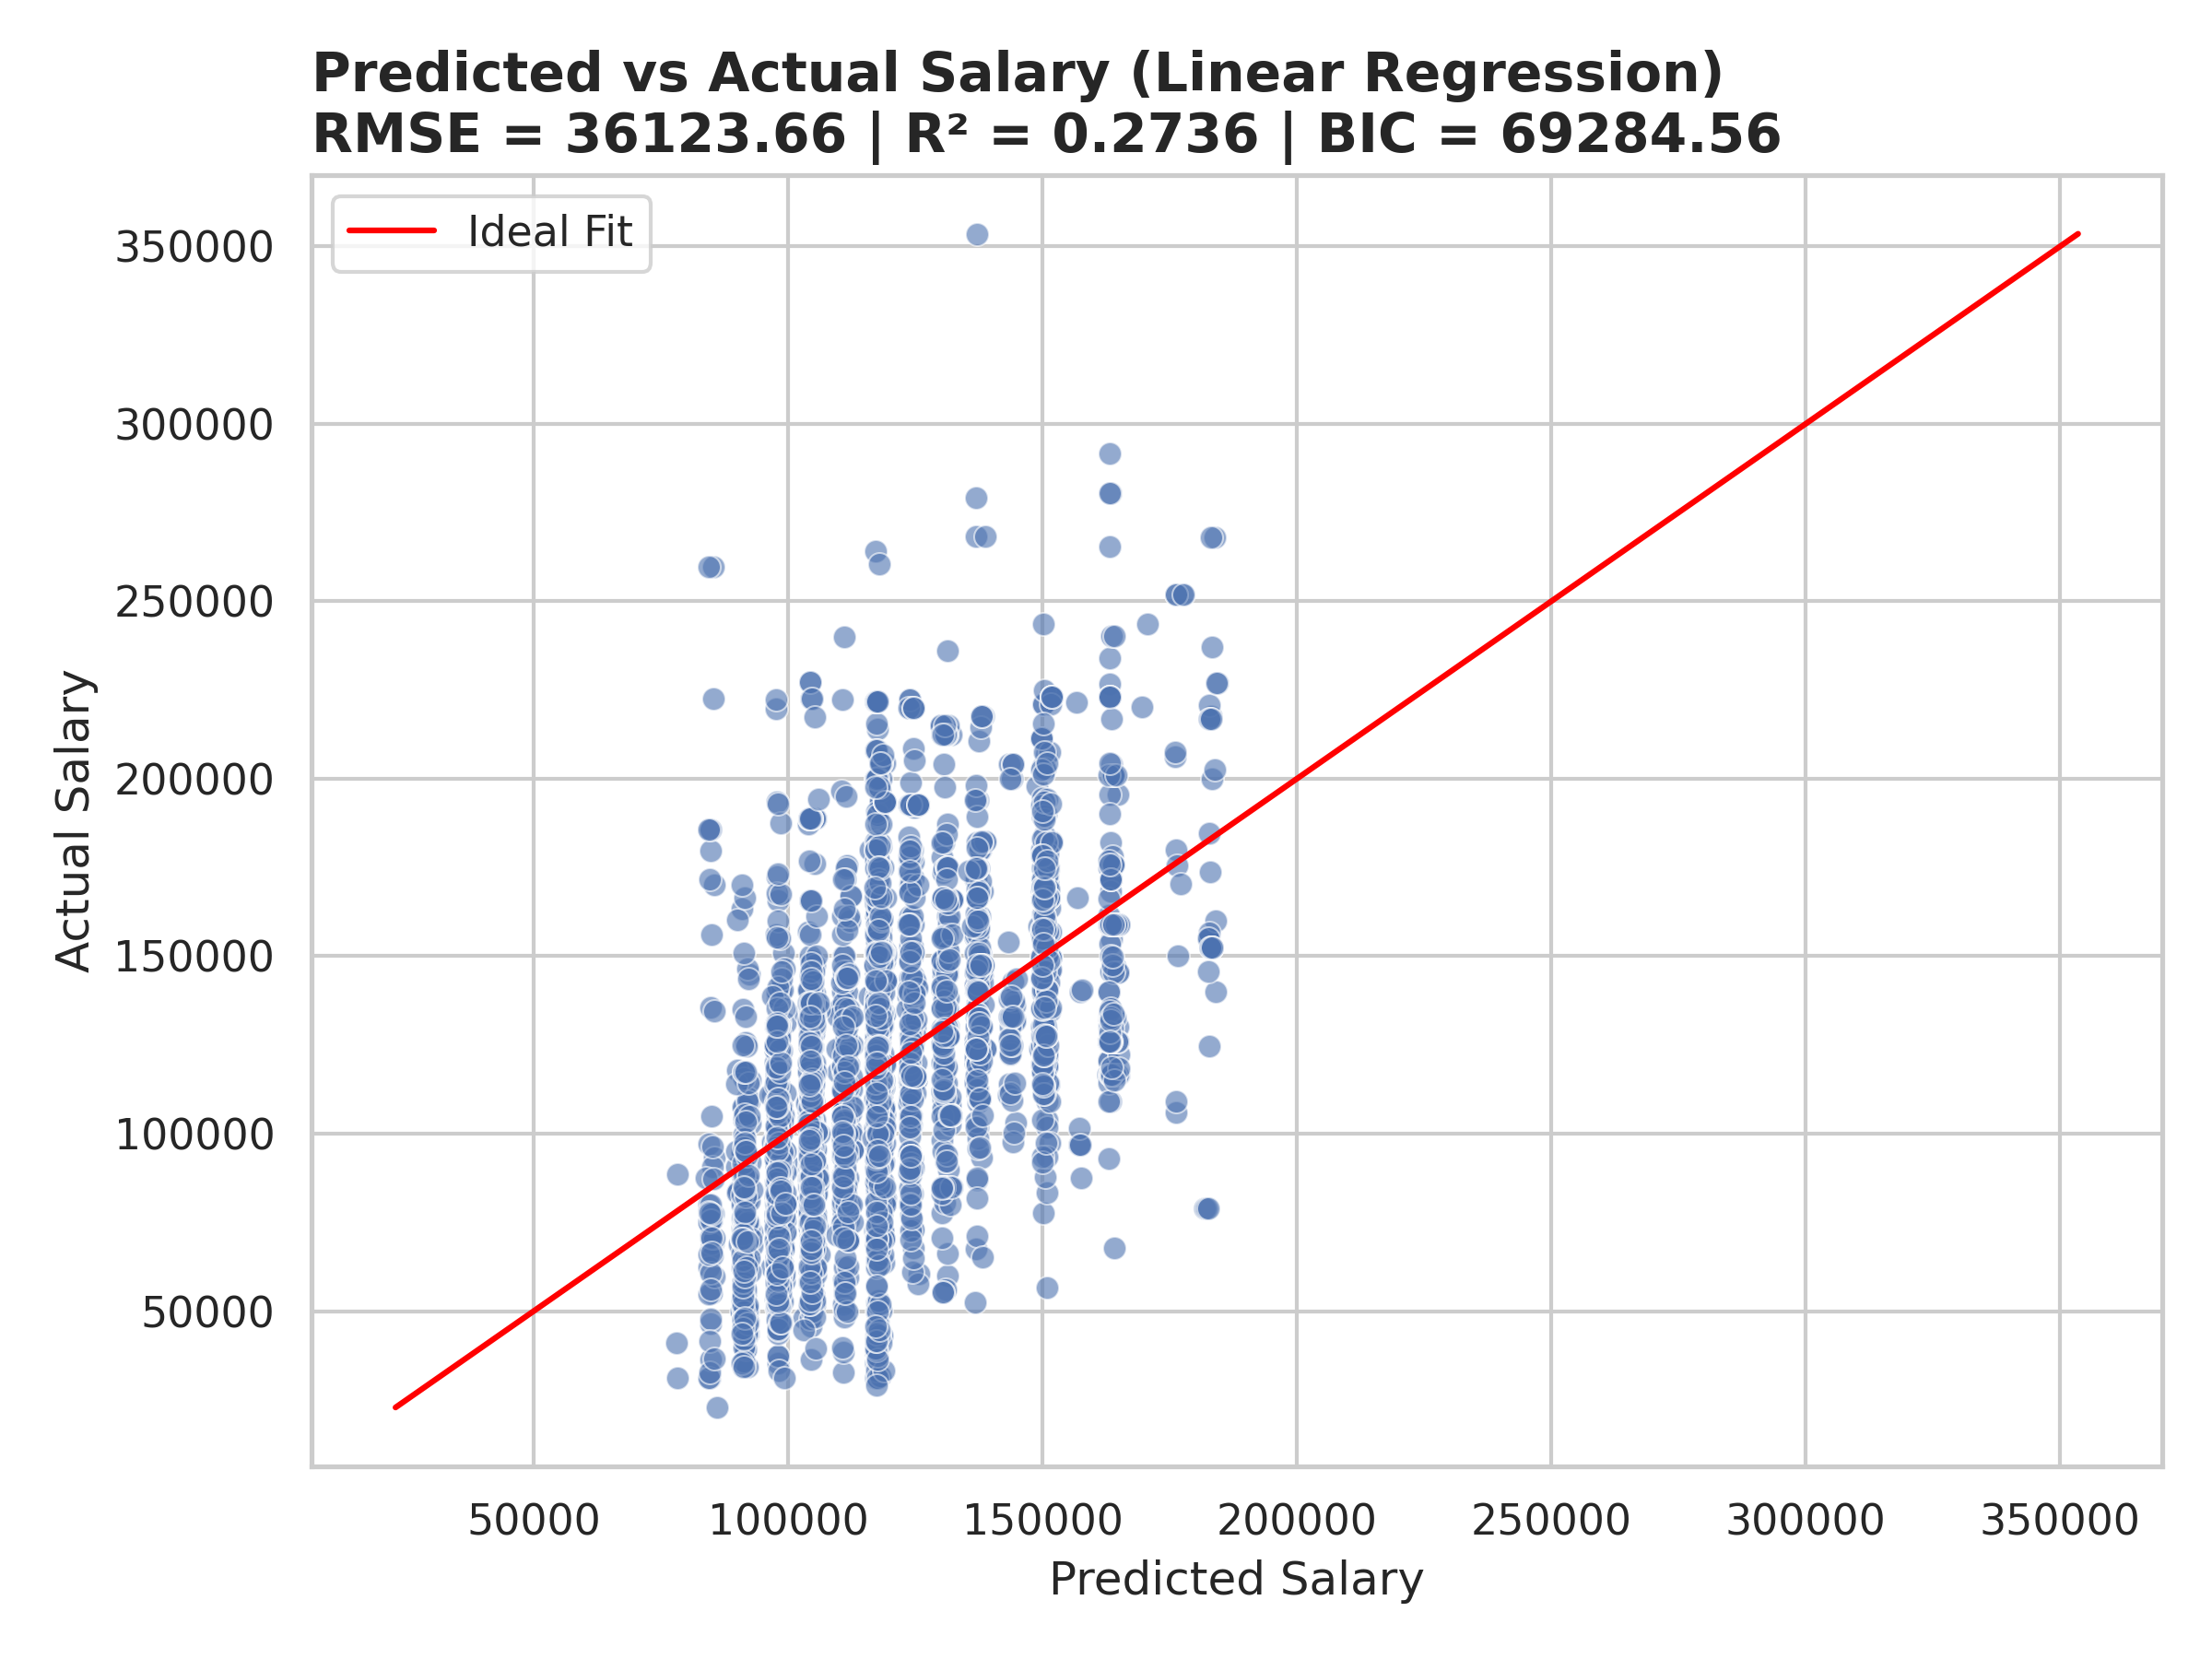 Predicted vs Actual Salary (Linear Regression)
RMSE = 36123.66 | R² = 0.2736 | BIC = 69284.56
Ideal Fit
350000
300000
250000
200000
150000
100000
50000
Actual Salary
50000 100000 150000 200000 250000 300000 350000
Predicted Salary